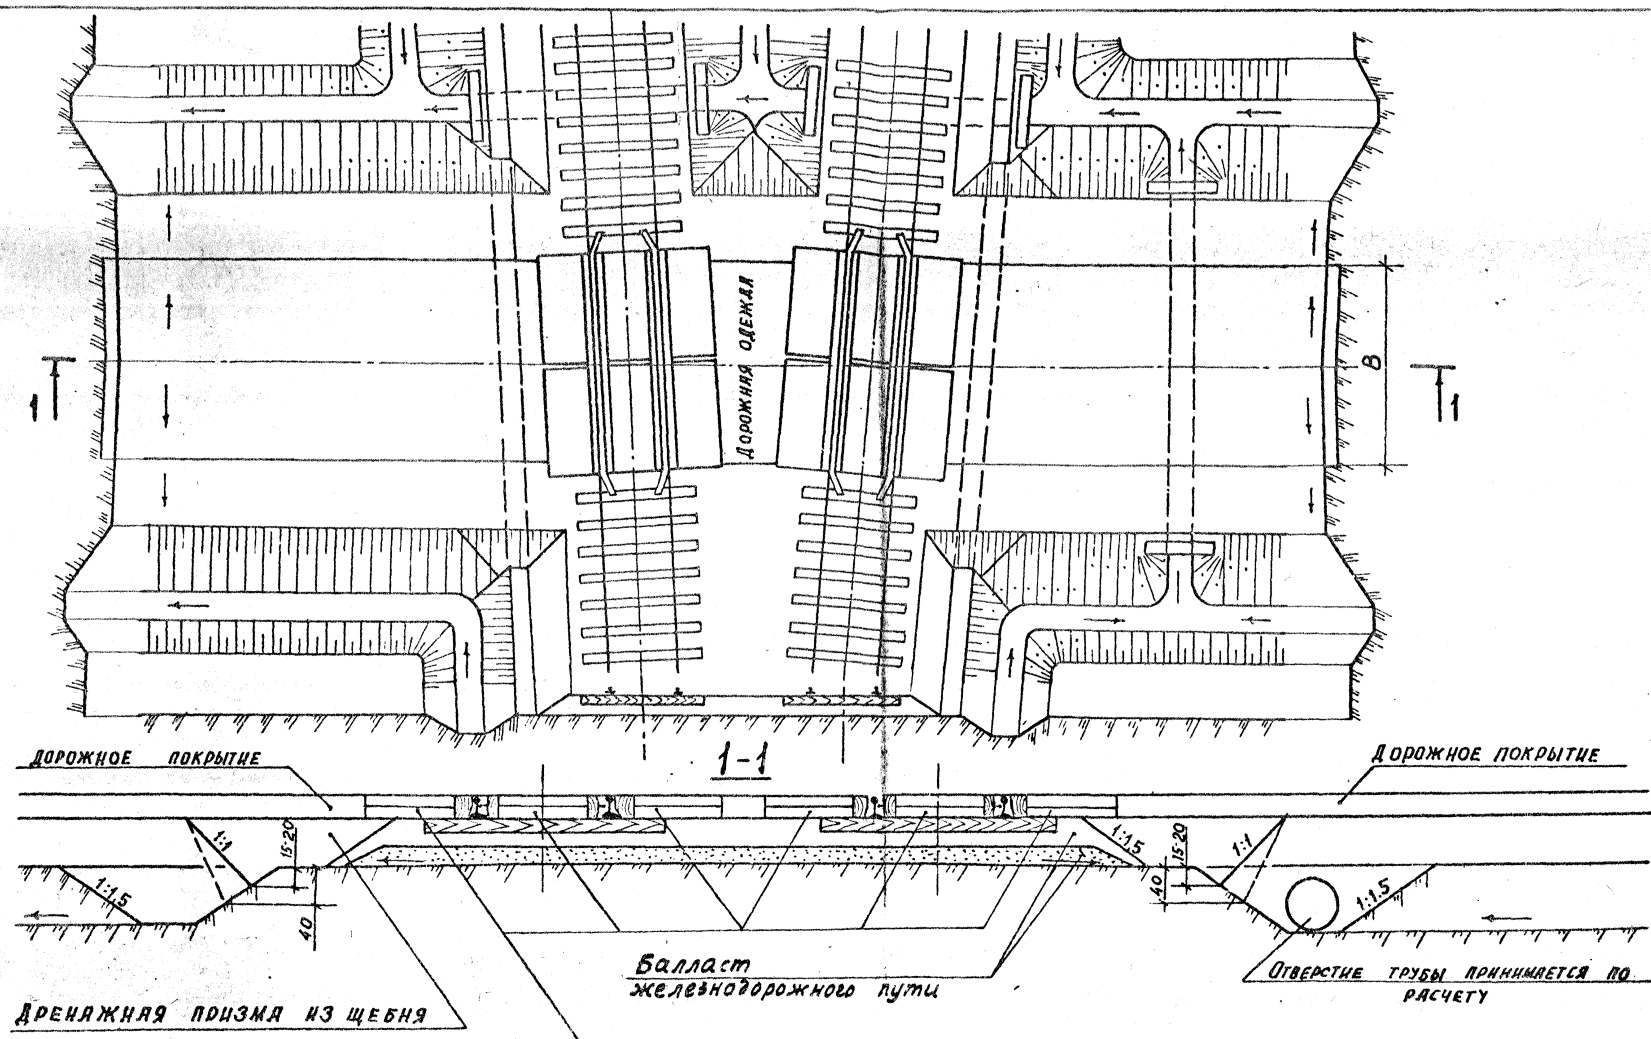 ДОРОЖНАЯ ОДЕЖДА
В
1
1
1-1
ДОРОЖНОЕ ПОКРЫТИЕ
ДОРОЖНОЕ ПОКРЫТИЕ
1:1
15-20
1:1,5
40
1:1,5
15-20
40
1:1
1:1.5
Балласт
железнодорожного пути
ОТВЕРСТИЕ ТРУБЫ ПРИНИМАЕТСЯ ПО
РАСЧЕТУ
ДРЕНАЖНАЯ ПРИЗМА ИЗ ЩЕБНЯ